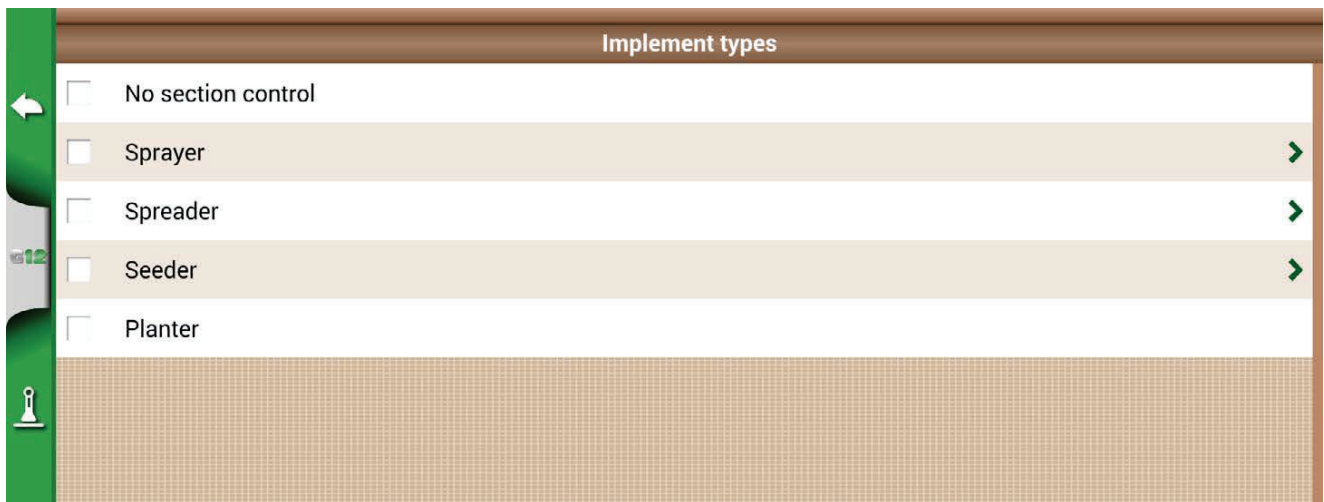 Implement types
No section control
Sprayer
Spreader
G12
Seeder
Planter